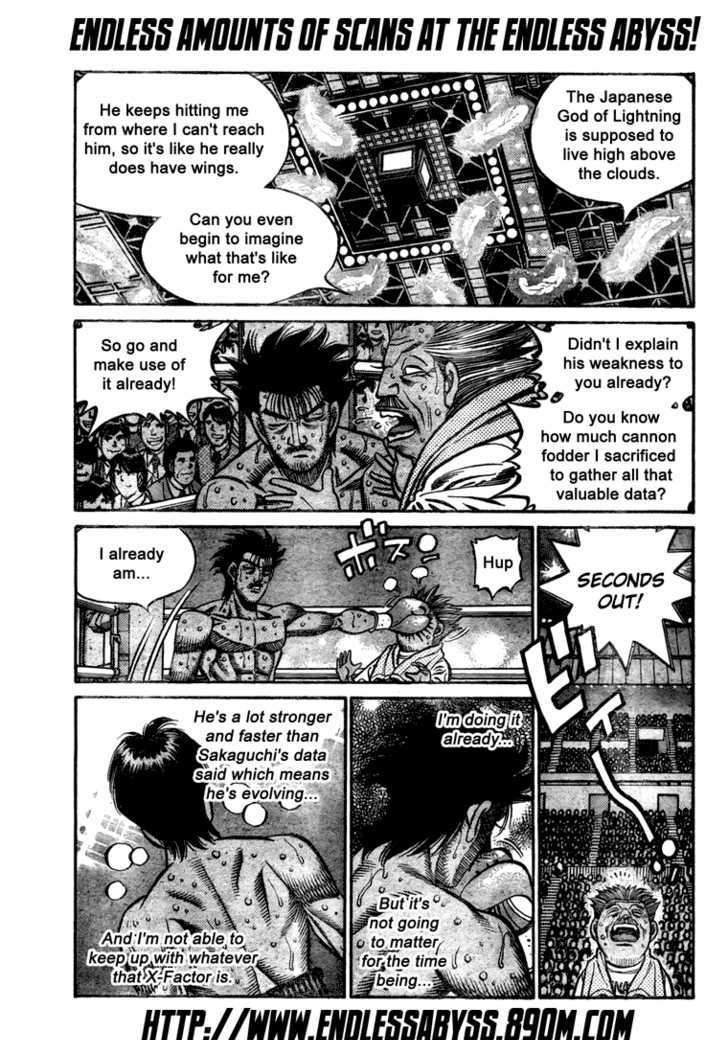 ENDLESS AMOUNTS OF SCANS AT THE ENDLESS ABYSS!
The Japanese
God of Lightning
is supposed to
live high above
the clouds.
He keeps hitting me
from where I can't reach
him, so it's like he really
does have wings.
Can you even
begin to imagine
what that's like
for me?
Didn't I explain
his weakness to
you already?
Do you know
how much cannon
fodder I sacrificed
to gather all that
valuable data?
So go and
make use of
it already!
I already
am...
ボスン
Hup
SECONDS
OUT!
ビィ
I'm doing it
already...
But it's
not going
to matter
for the time
being...
He's a lot stronger
and faster than
Sakaguchi's data
said which means
he's evolving...
And I'm not able to
keep up with whatever
that X-Factor is.
HTTP://WWW.ENDLESSABYSS.890M.COM